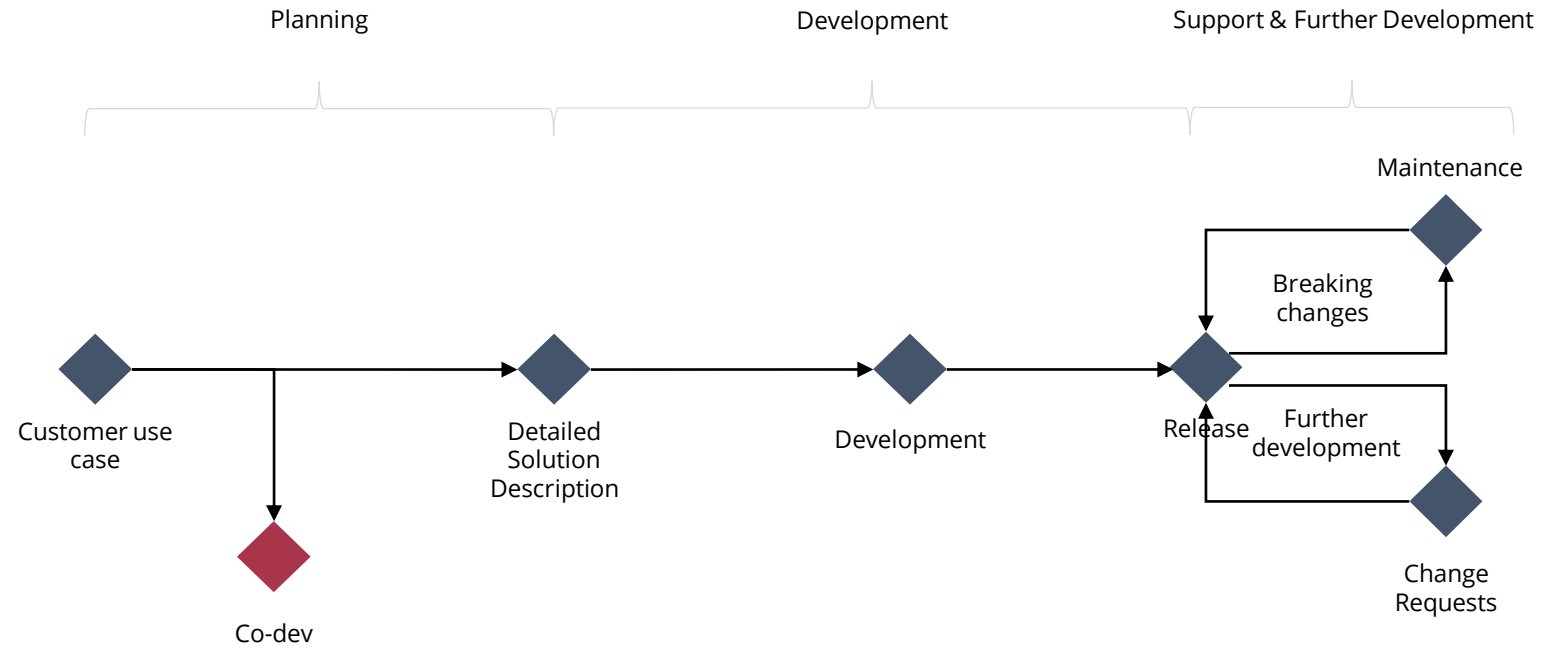 Planning
Development
Support & Further Development
Maintenance
Breaking
changes
Customer use
case
Detailed
Solution
Description
Development
Release
Further
development
Change
Requests
Co-dev